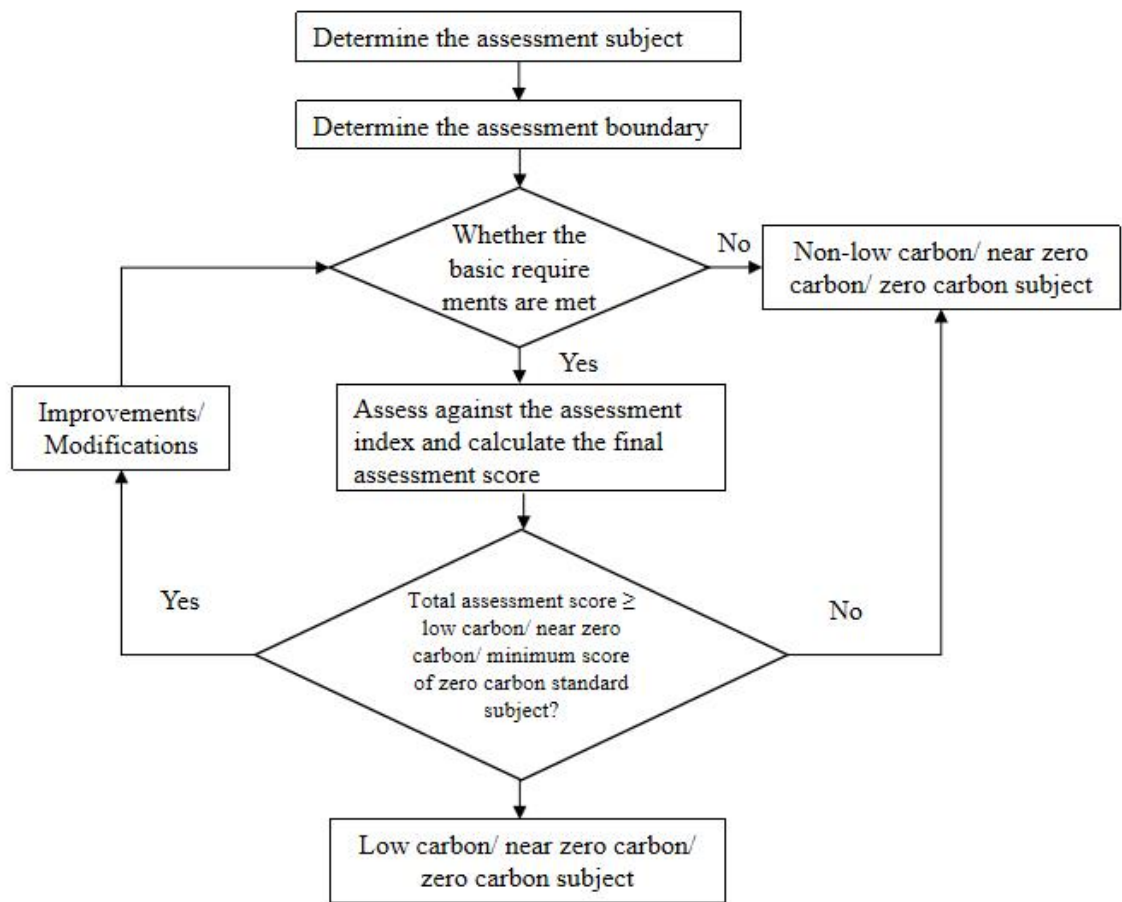 Determine the assessment subject
Determine the assessment boundary
Whether the
basic require
ments are met
No
Non-low carbon/ near zero
carbon/ zero carbon subject
Yes
Improvements/
Modifications
Assess against the assessment
index and calculate the final
assessment score
Yes
Total assessment score ≥
low carbon/ near zero
carbon/ minimum score
of zero carbon standard
subject?
No
Low carbon/ near zero carbon/
zero carbon subject